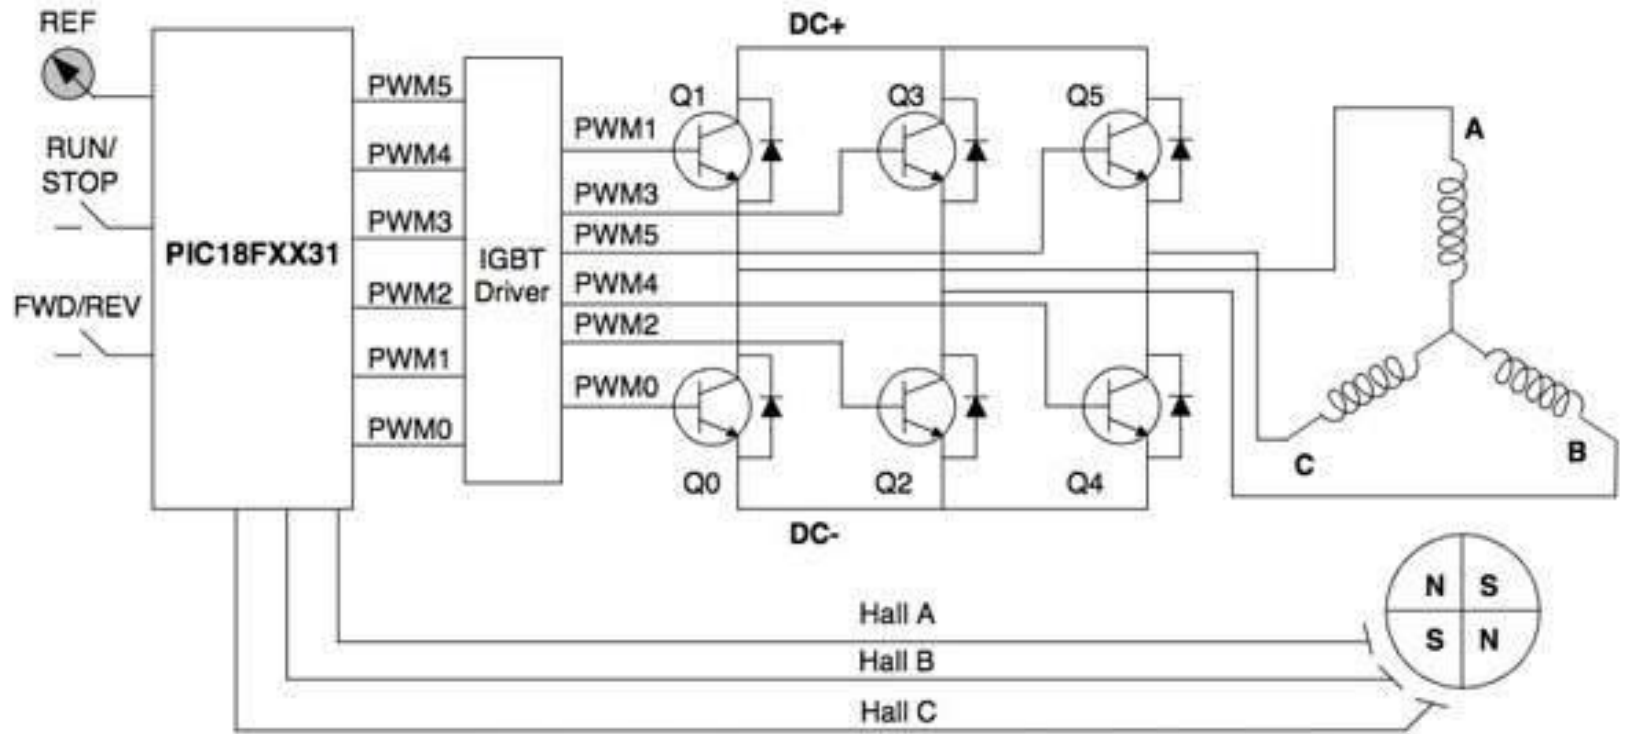 REF
DC+
PWM5
Q1
Q3
Q5
PWM1
A
RUN/
STOP
PWM4
PWM3
PWM3
PWM5
PIC18FXX31
IGBT
Driver
PWM4
PWM2
FWD/REV
PWM2
PWM1
PWM0
PWM0
C
B
Q0
Q2
Q4
DC-
N
S
S
N
Hall A
Hall B
Hall C